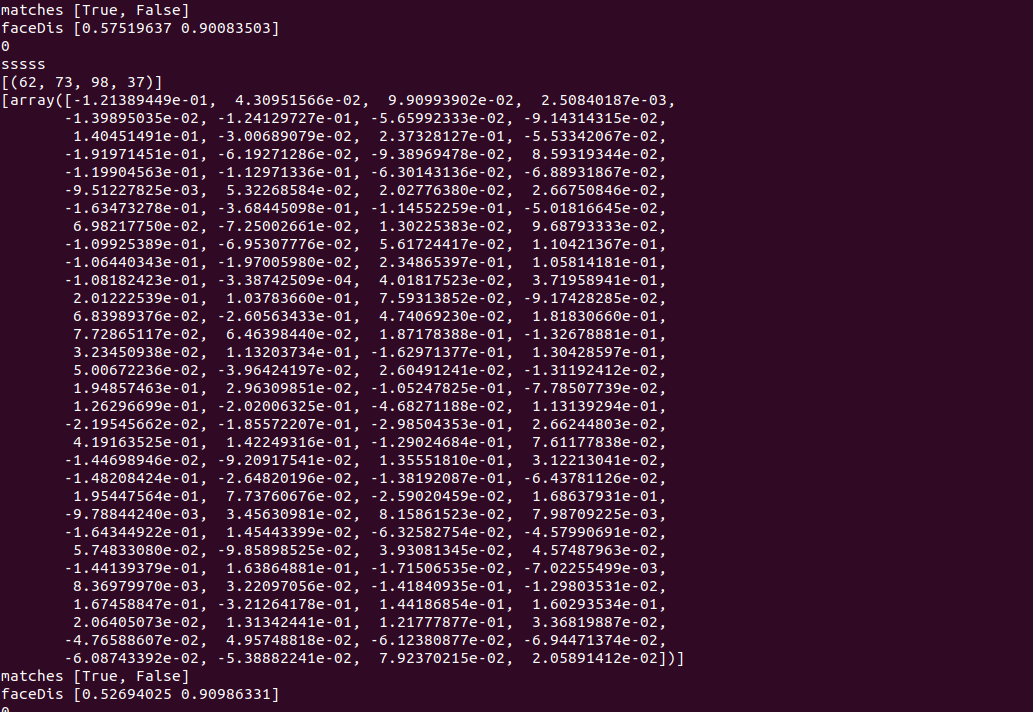 matches [True, False]
faceDis [0.57519637 0.90083503]
0
sssss
[(62, 73, 98, 37)]
[array([-1.21389449e-01,  4.30951566e-02,  9.90993902e-02,  2.50840187e-03,
       -1.39895035e-02, -1.24129727e-01, -5.65992333e-02, -9.14314315e-02,
        1.40451491e-01, -3.00689079e-02,  2.37328127e-01, -5.53342067e-02,
       -1.91971451e-01, -6.19271286e-02, -9.38969478e-02,  8.59319344e-02,
       -1.19904563e-01, -1.12971336e-01, -6.30143136e-02, -6.88931867e-02,
       -9.51227825e-03,  5.32268584e-02,  2.02776380e-02,  2.66750846e-02,
       -1.63473278e-01, -3.68445098e-01, -1.14552259e-01, -5.01816645e-02,
        6.98217750e-02, -7.25002661e-02,  1.30225383e-02,  9.68793333e-02,
       -1.09925389e-01, -6.95307776e-02,  5.61724417e-02,  1.10421367e-01,
       -1.06440343e-01, -1.97005980e-02,  2.34865397e-01,  1.05814181e-01,
       -1.08182423e-01, -3.38742509e-04,  4.01817523e-02,  3.71958941e-01,
        2.01222539e-01,  1.03783660e-01,  7.59313852e-02, -9.17428285e-02,
        6.83989376e-02, -2.60563433e-01,  4.74069230e-02,  1.81830660e-01,
        7.72865117e-02,  6.46398440e-02,  1.87178388e-01, -1.32678881e-01,
        3.23450938e-02,  1.13203734e-01, -1.62971377e-01,  1.30428597e-01,
        5.00672236e-02, -3.96424197e-02,  2.60491241e-02, -1.31192412e-02,
        1.94857463e-01,  2.96309851e-02, -1.05247825e-01, -7.78507739e-02,
        1.26296699e-01, -2.02006325e-01, -4.68271188e-02,  1.13139294e-01,
       -2.19545662e-02, -1.85572207e-01, -2.98504353e-01,  2.66244803e-02,
        4.19163525e-01,  1.42249316e-01, -1.29024684e-01,  7.61177838e-02,
       -1.44698946e-02, -9.20917541e-02,  1.35551810e-01,  3.12213041e-02,
       -1.48208424e-01, -2.64820196e-02, -1.38192087e-01, -6.43781126e-02,
        1.95447564e-01,  7.73760676e-02, -2.59020459e-02,  1.68637931e-01,
       -9.78844240e-03,  3.45630981e-02,  8.15861523e-02,  7.98709225e-03,
       -1.64344922e-01,  1.45443399e-02, -6.32582754e-02, -4.57990691e-02,
        5.74833080e-02, -9.85898525e-02,  3.93081345e-02,  4.57487963e-02,
       -1.44139379e-01,  1.63864881e-01, -1.71506535e-02, -7.02255499e-03,
        8.36979970e-03,  3.22097056e-02, -1.41840935e-01, -1.29803531e-02,
        1.67458847e-01, -3.21264178e-01,  1.44186854e-01,  1.60293534e-01,
        2.06405073e-02,  1.31342441e-01,  1.21777877e-01,  3.36819887e-02,
       -4.76588607e-02,  4.95748818e-02, -6.12380877e-02, -6.94471374e-02,
       -6.08743392e-02, -5.38882241e-02,  7.92370215e-02,  2.05891412e-02])]
matches [True, False]
faceDis [0.52694025 0.90986331]